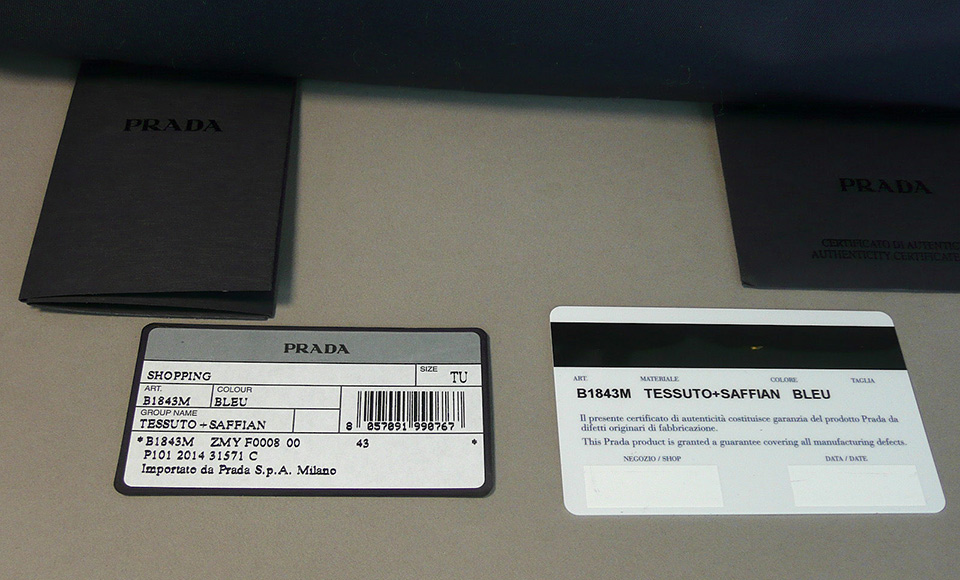 PRADA
PRADA
CERTIFICATO DI AUTENTIC
AUTHENTICITY CERTIFICATE
PRADA
SHOPPING
SIZE
TU
ART.
COLOUR
B1843M
BLEU
GROUP NAME
TESSUTO+SAFFIAN
8 057091 990767
*B1843M ZMY F0008 00 43 *
P101 2014 31571 C
Importato da Prada S.p.A. Milano
ART. MATERIALE COLORE TAGLIA
B1843M TESSUTO+SAFFIAN BLEU
Il presente certificato di autenticità costituisce garanzia del prodotto Prada da
difetti originari di fabbricazione.
This Prada product is granted a guarantee covering all manufacturing defects.
NEGOZIO / SHOP
DATA / DATE